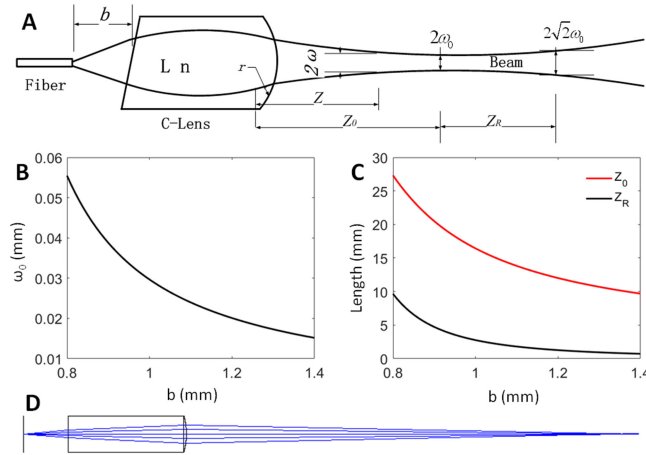 A
b
2ω₀
2√2ω₀
L n
r
2ω
Beam
Fiber
Z
C-Lens
Z₀
Z_R
B
0.06
0.05
0.04
0.03
0.02
0.01
ω₀ (mm)
0.8
1
1.2
1.4
b (mm)
C
30
25
20
15
10
5
0
Length (mm)
Z₀
Z_R
0.8
1
1.2
1.4
b (mm)
D